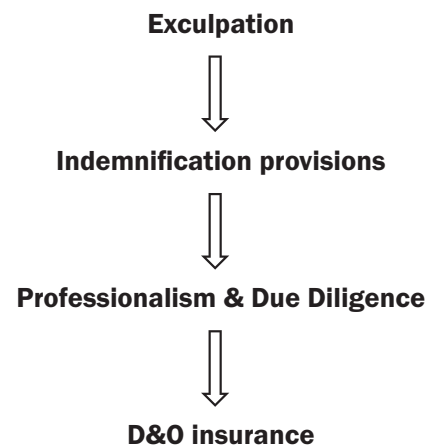 Exculpation
Indemnification provisions
Professionalism & Due Diligence
D&O insurance